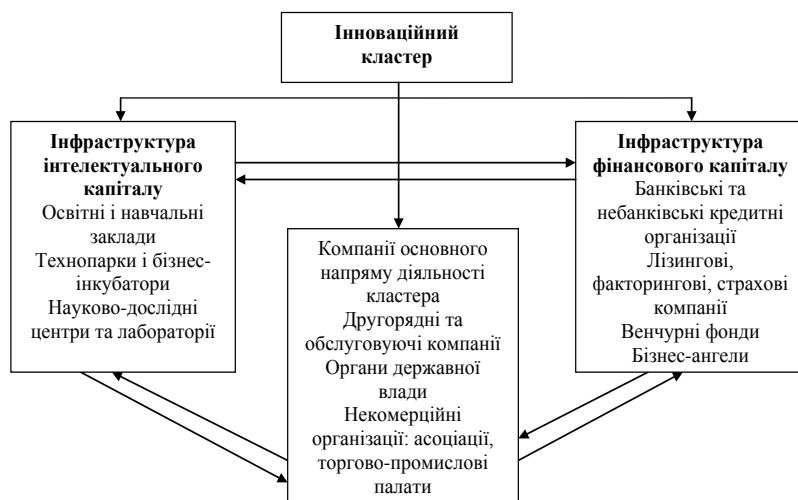 Інноваційний
кластер
Інфраструктура
інтелектуального
капіталу
Освітні і навчальні
заклади
Технопарки і бізнес-
інкубатори
Науково-дослідні
центри та лабораторії
Компанії основного
напряму діяльності
кластера
Другорядні та
обслуговуючі компанії
Органи державної
влади
Некомерційні
організації: асоціації,
торгово-промислові
палати
Інфраструктура
фінансового капіталу
Банківські та
небанківські кредитні
організації
Лізингові,
факторингові, страхові
компанії
Венчурні фонди
Бізнес-ангели